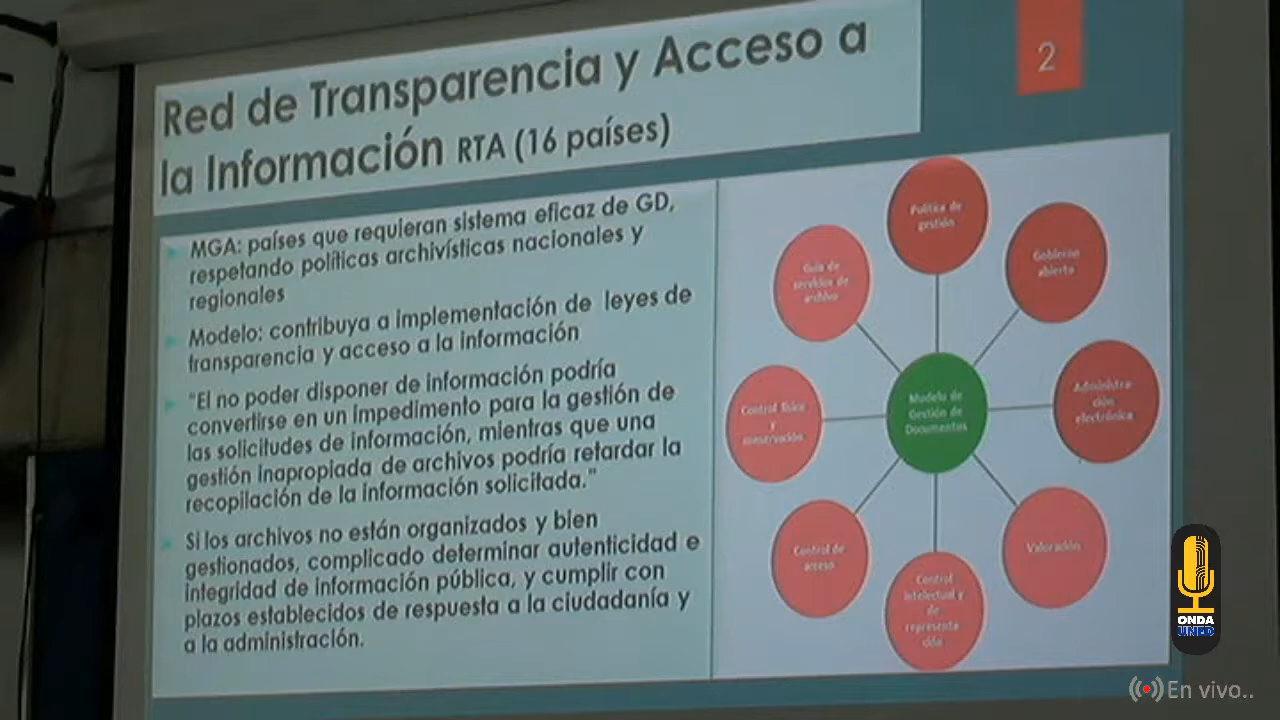 Red de Transparencia y Acceso a
la Información RTA (16 países)
2
MGA: países que requieran sistema eficaz de GD,
respetando políticas archivísticas nacionales y
regionales
Modelo: contribuya a implementación de leyes de
transparencia y acceso a la información
“El no poder disponer de información podría
convertirse en un impedimento para la gestión de
las solicitudes de información, mientras que una
gestión inapropiada de archivos podría retardar la
recopilación de la información solicitada.”
Si los archivos no están organizados y bien
gestionados, complicado determinar autenticidad e
integridad de información pública, y cumplir con
plazos establecidos de respuesta a la ciudadanía y
a la administración.
Política de
gestión
Gobierno
abierto
Administra
ción
electrónica
Valoración
Control
intelectual y
de
representa
ción
Control de
acceso
Control físico
y
conservación
Guía de
servicios de
archivo
Modelo de
Gestión de
Documentos
ONDA
UNED
En vivo..